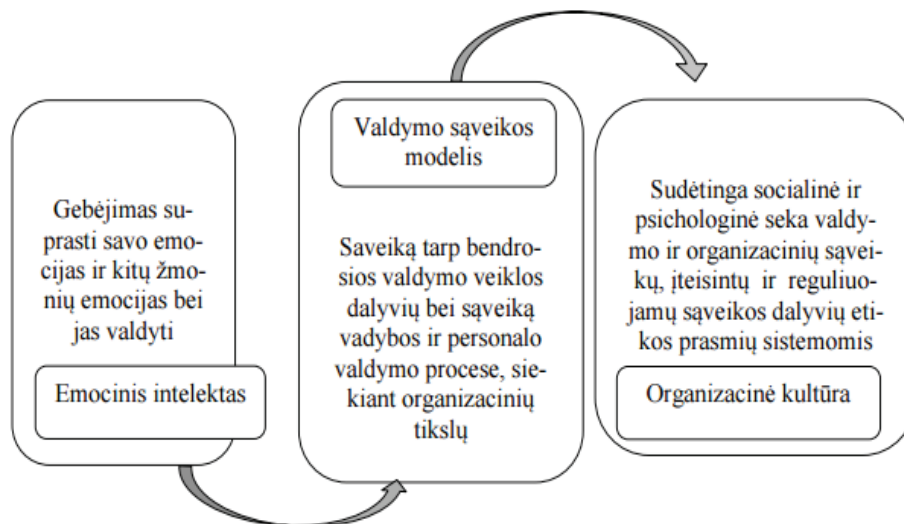 Gebėjimas su-
prasti savo emo-
cijas ir kitų žmo-
nių emocijas bei
jas valdyti
Emocinis intelektas
Valdymo sąveikos
modelis
Saveiką tarp bendro-
sios valdymo veiklos
dalyvių bei sąveiką
vadybos ir personalo
valdymo procese, sie-
kiant organizacinių
tikslų
Sudėtinga socialinė ir
psichologinė seka valdy-
mo ir organizacinių sąvei-
kų, įteisintų ir reguliuo-
jamų sąveikos dalyvių eti-
kos prasmių sistemomis
Organizacinė kultūra